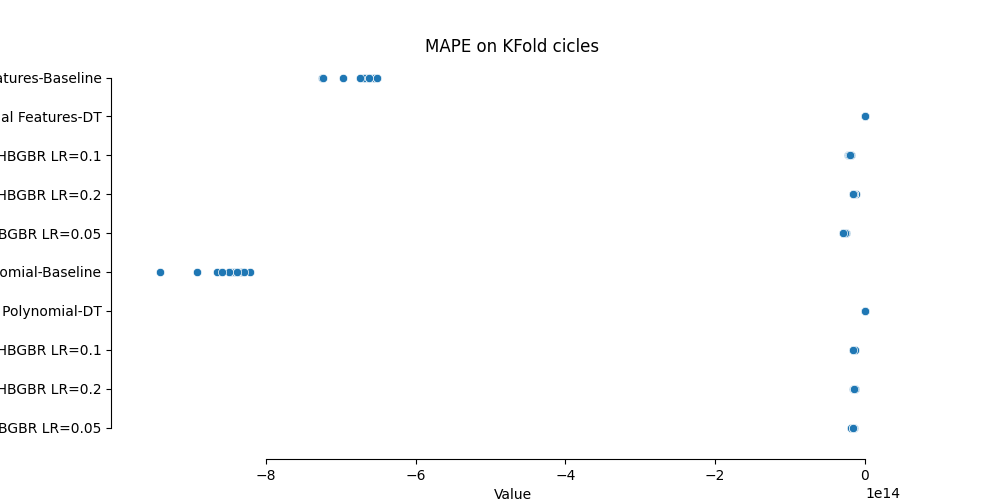 MAPE on KFold cicles
atures-Baseline
al Features-DT
HBGBR LR=0.1
HBGBR LR=0.2
BGBR LR=0.05
omial-Baseline
Polynomial-DT
HBGBR LR=0.1
HBGBR LR=0.2
BGBR LR=0.05
−8 −6 −4 −2 0
1e14
Value